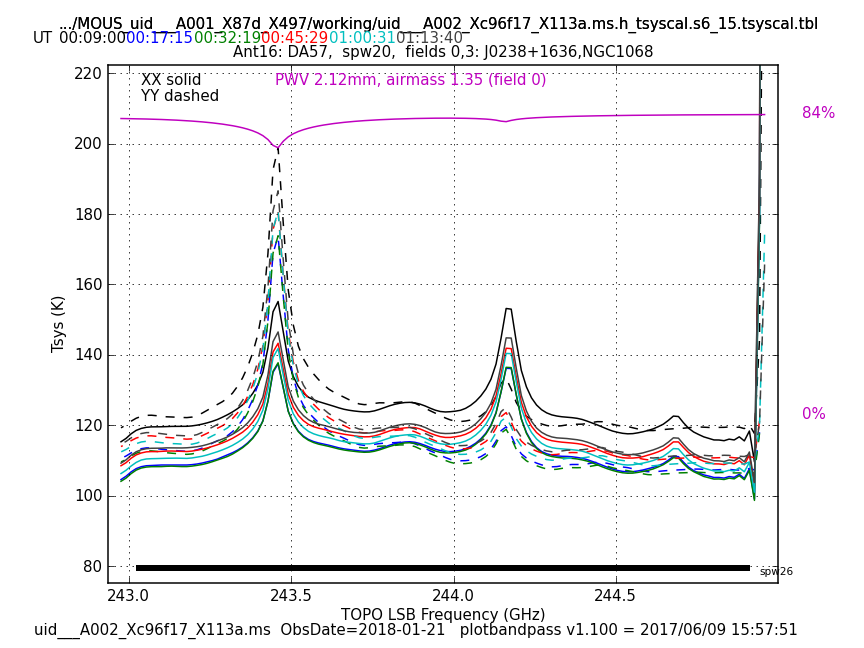 ../MOUS_uid___A001_X87d_X497/working/uid___A002_Xc96f17_X113a.ms.h_tsyscal.s6_15.tsyscal.tbl
UT 00:09:00 00:17:15 00:32:19 00:45:29 01:00:31 01:13:40
Ant16: DA57, spw20, fields 0,3: J0238+1636,NGC1068
XX solid
YY dashed
PWV 2.12mm, airmass 1.35 (field 0)
84%
0%
220
200
180
160
140
120
100
80
Tsys (K)
spw26
243.0 243.5 244.0 244.5
TOPO LSB Frequency (GHz)
uid___A002_Xc96f17_X113a.ms ObsDate=2018-01-21 plotbandpass v1.100 = 2017/06/09 15:57:51